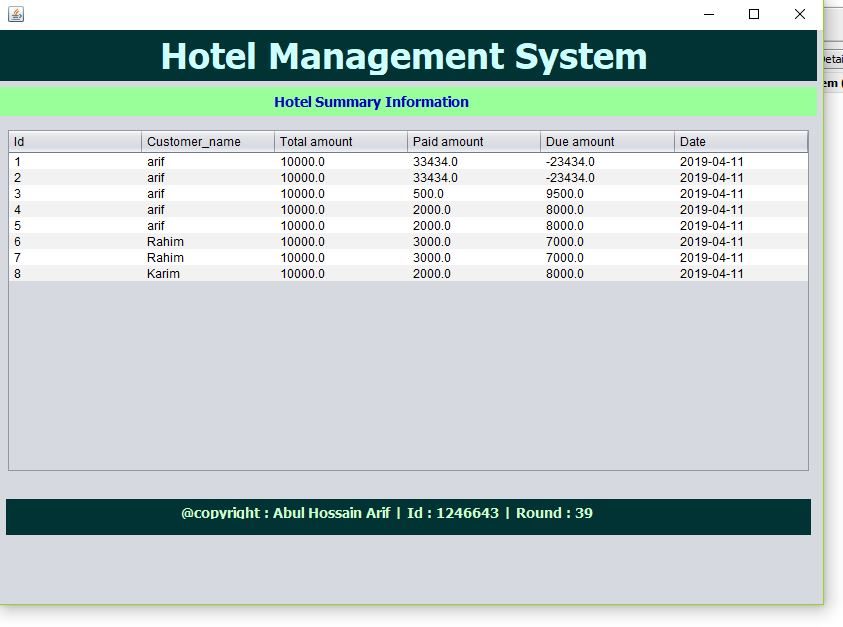 Hotel Management System
Hotel Summary Information
Id Customer_name Total amount Paid amount Due amount Date
1 arif 10000.0 33434.0 -23434.0 2019-04-11
2 arif 10000.0 33434.0 -23434.0 2019-04-11
3 arif 10000.0 500.0 9500.0 2019-04-11
4 arif 10000.0 2000.0 8000.0 2019-04-11
5 arif 10000.0 2000.0 8000.0 2019-04-11
6 Rahim 10000.0 3000.0 7000.0 2019-04-11
7 Rahim 10000.0 3000.0 7000.0 2019-04-11
8 Karim 10000.0 2000.0 8000.0 2019-04-11
@copyright : Abul Hossain Arif | Id : 1246643 | Round : 39